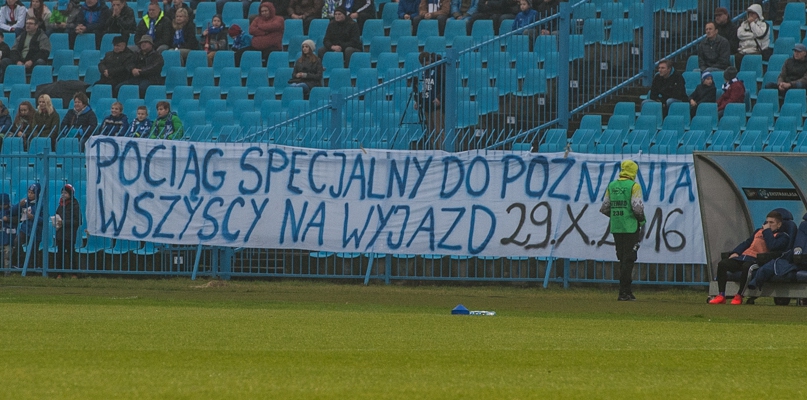 POCIĄG SPECJALNY DO POZNANIA
WSZYSCY NA WYJAZD 29.X.2016